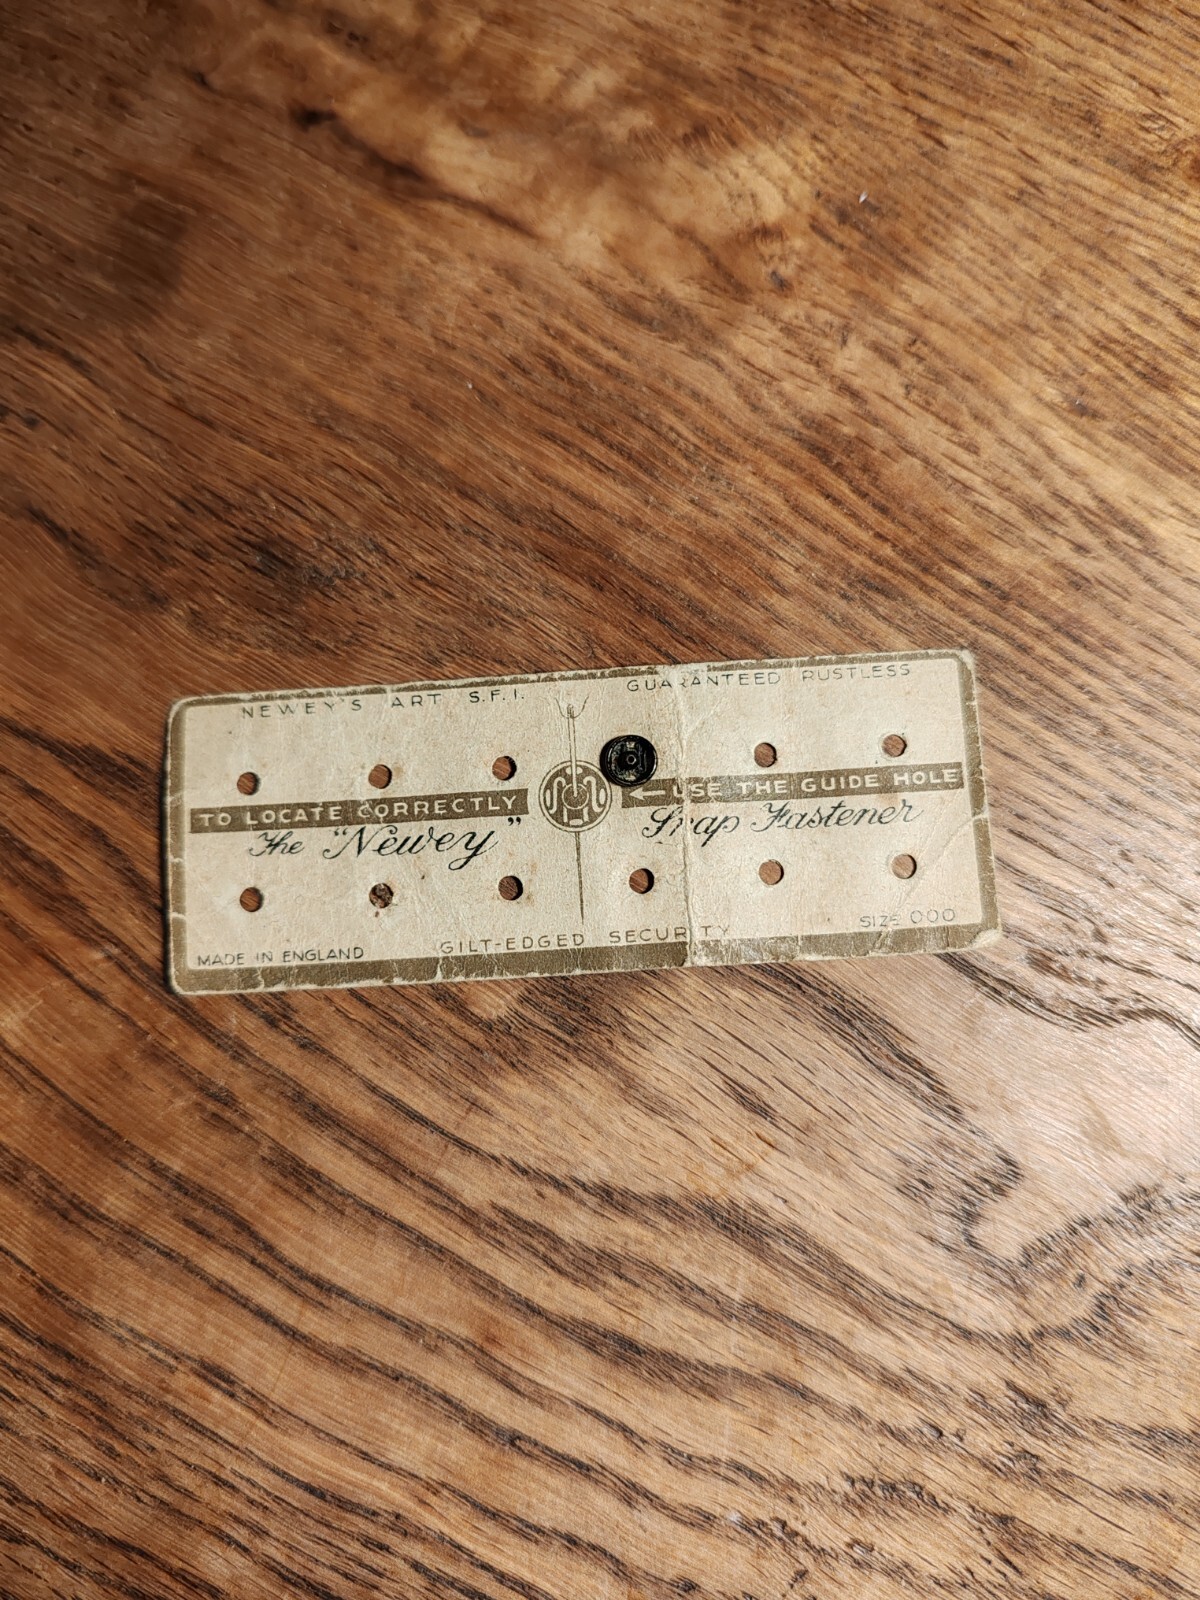 NEWEY'S ART S.F.I.
GUARANTEED RUSTLESS
TO LOCATE CORRECTLY
← USE THE GUIDE HOLE
The "Newey"
Snap Fastener
MADE IN ENGLAND
GILT-EDGED SECURITY
SIZE 000